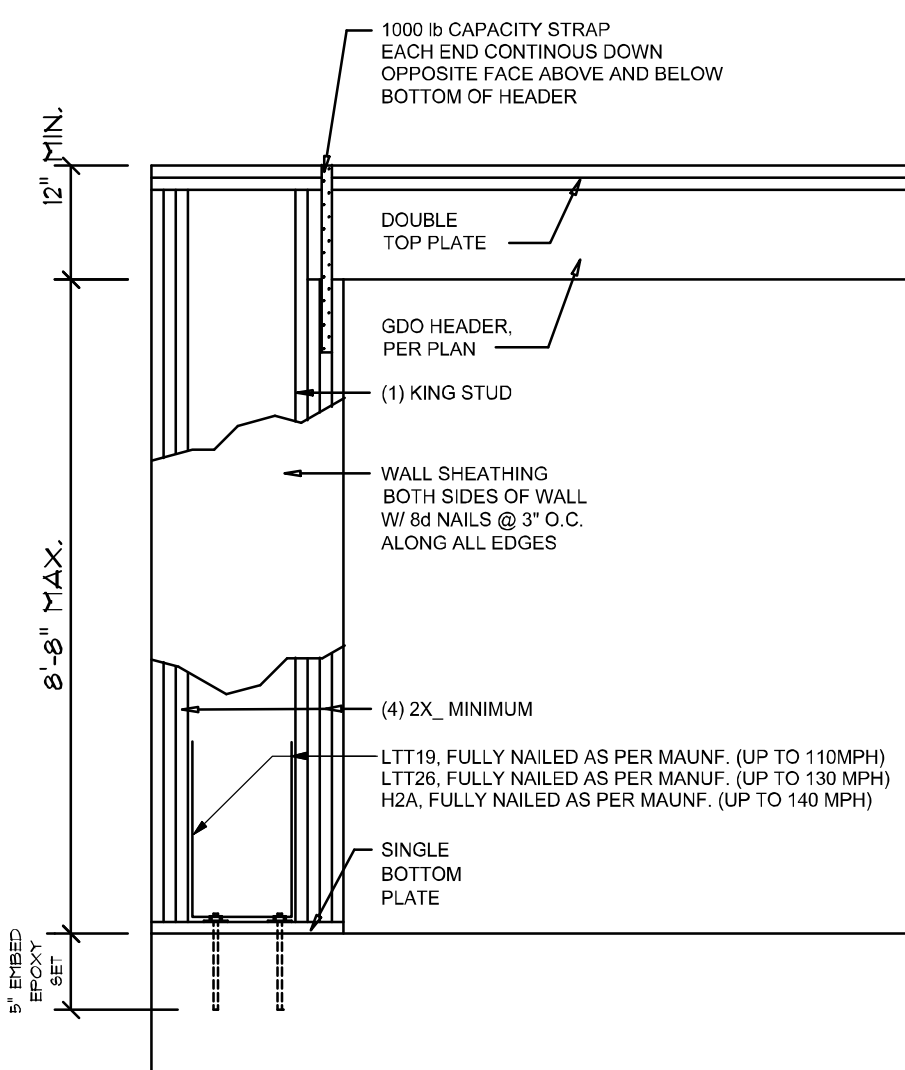 1000 lb CAPACITY STRAP
EACH END CONTINOUS DOWN
OPPOSITE FACE ABOVE AND BELOW
BOTTOM OF HEADER
12" MIN.
DOUBLE
TOP PLATE
GDO HEADER,
PER PLAN
(1) KING STUD
WALL SHEATHING
BOTH SIDES OF WALL
W/ 8d NAILS @ 3" O.C.
ALONG ALL EDGES
8'-8" MAX.
(4) 2X_ MINIMUM
LTT19, FULLY NAILED AS PER MAUNF. (UP TO 110MPH)
LTT26, FULLY NAILED AS PER MANUF. (UP TO 130 MPH)
H2A, FULLY NAILED AS PER MAUNF. (UP TO 140 MPH)
SINGLE
BOTTOM
PLATE
5" EMBED
EPOXY
SET